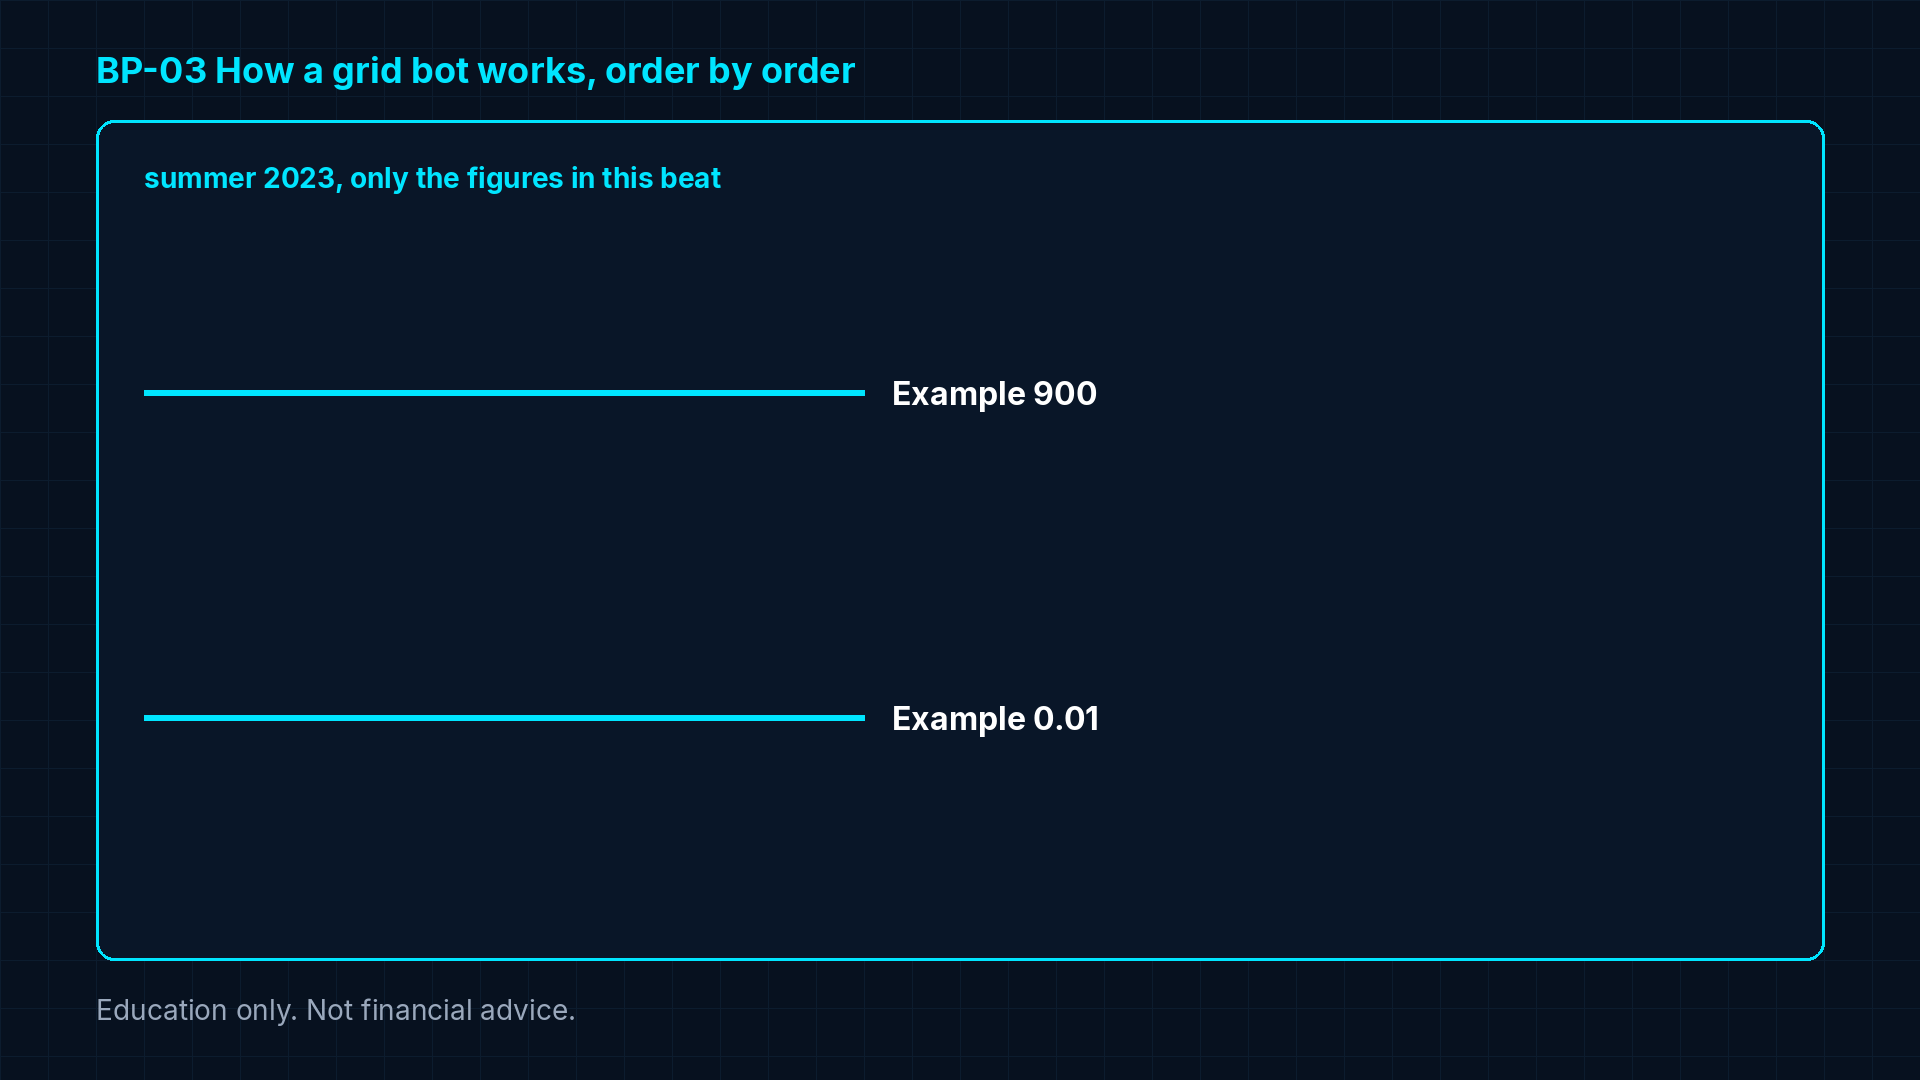 BP-03 How a grid bot works, order by order
summer 2023, only the figures in this beat
Example 900
Example 0.01
Education only. Not financial advice.